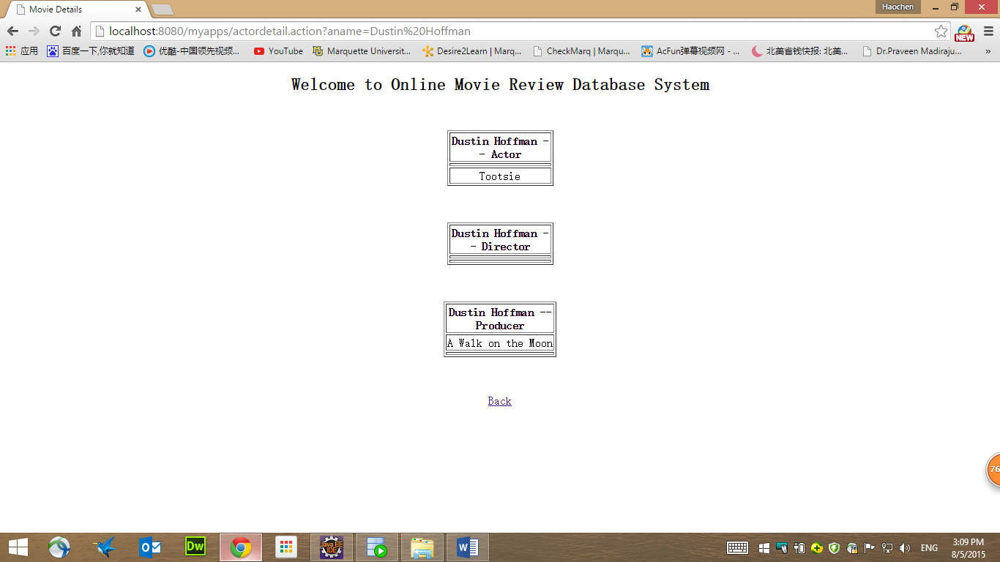 Movie Details
Haochen
localhost:8080/myapps/actordetail.action?aname=Dustin%20Hoffman
NEW
应用 百度一下,你就知道 优酷-中国领先视频... YouTube Marquette Universit... Desire2Learn | Marq... CheckMarq | Marqu... AcFun弹幕视频网 - ... 北美省钱快报: 北美... Dr.Praveen Madiraju... »
Welcome to Online Movie Review Database System
Dustin Hoffman -
- Actor
Tootsie
Dustin Hoffman -
- Director
Dustin Hoffman --
Producer
A Walk on the Moon
Back
76
Dw
Java EE
IDE
ENG
3:09 PM
8/5/2015